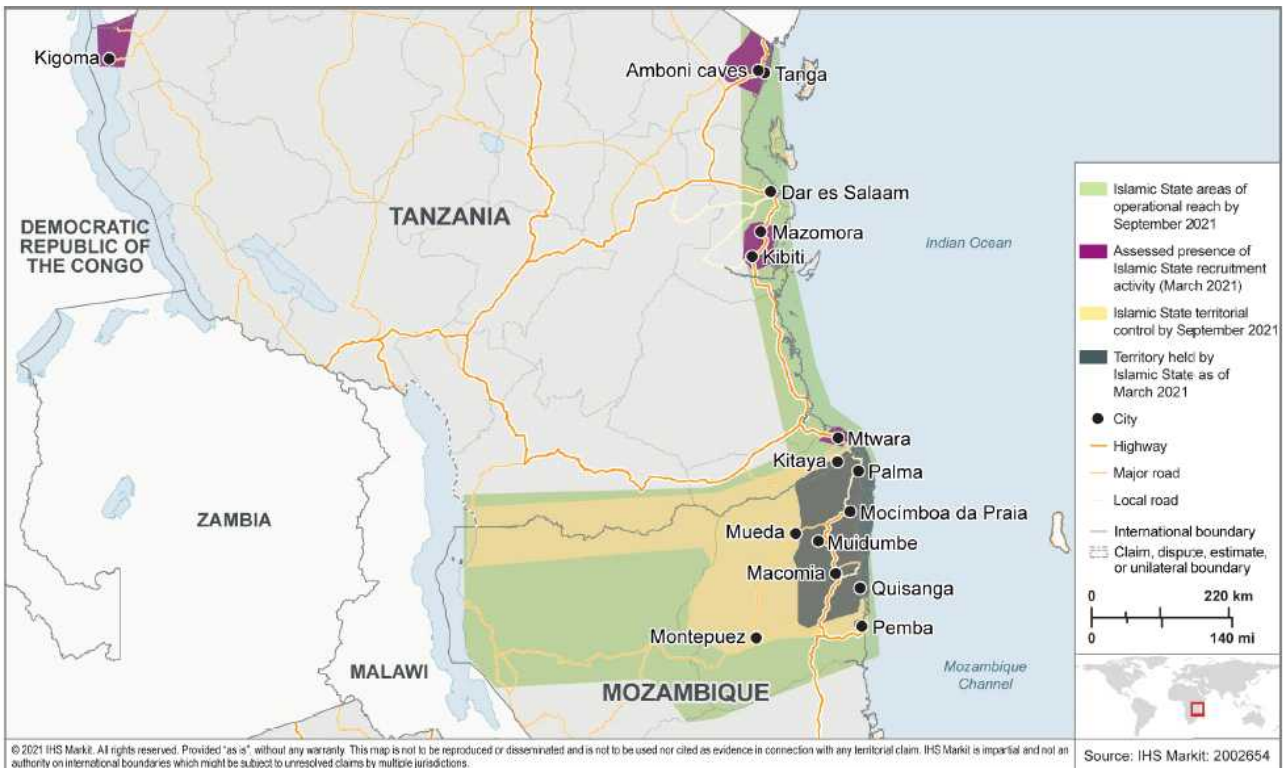 Kigoma
Amboni caves
Tanga
Dar es Salaam
DEMOCRATIC
REPUBLIC OF
THE CONGO
TANZANIA
Mazomora
Indian Ocean
Kibiti
Mtwara
Kitaya
Palma
ZAMBIA
Mocimboa da Praia
Mueda
Muidumbe
Macomia
Quisanga
Montepuez
Pemba
MALAWI
MOZAMBIQUE
Mozambique
Channel
Islamic State areas of
operational reach by
September 2021
Assessed presence of
Islamic State recruitment
activity (March 2021)
Islamic State territorial
control by September 2021
Territory held by
Islamic State as of
March 2021
City
Highway
Major road
Local road
International boundary
Claim, dispute, estimate,
or unilateral boundary
0 220 km
0 140 mi
© 2021 IHS Markit. All rights reserved. Provided "as is", without any warranty. This map is not to be reproduced or disseminated and is not to be used nor cited as evidence in connection with any territorial claim. IHS Markit is impartial and not an
authority on international boundaries which might be subject to unresolved claims by multiple jurisdictions.
Source: IHS Markit: 2002654